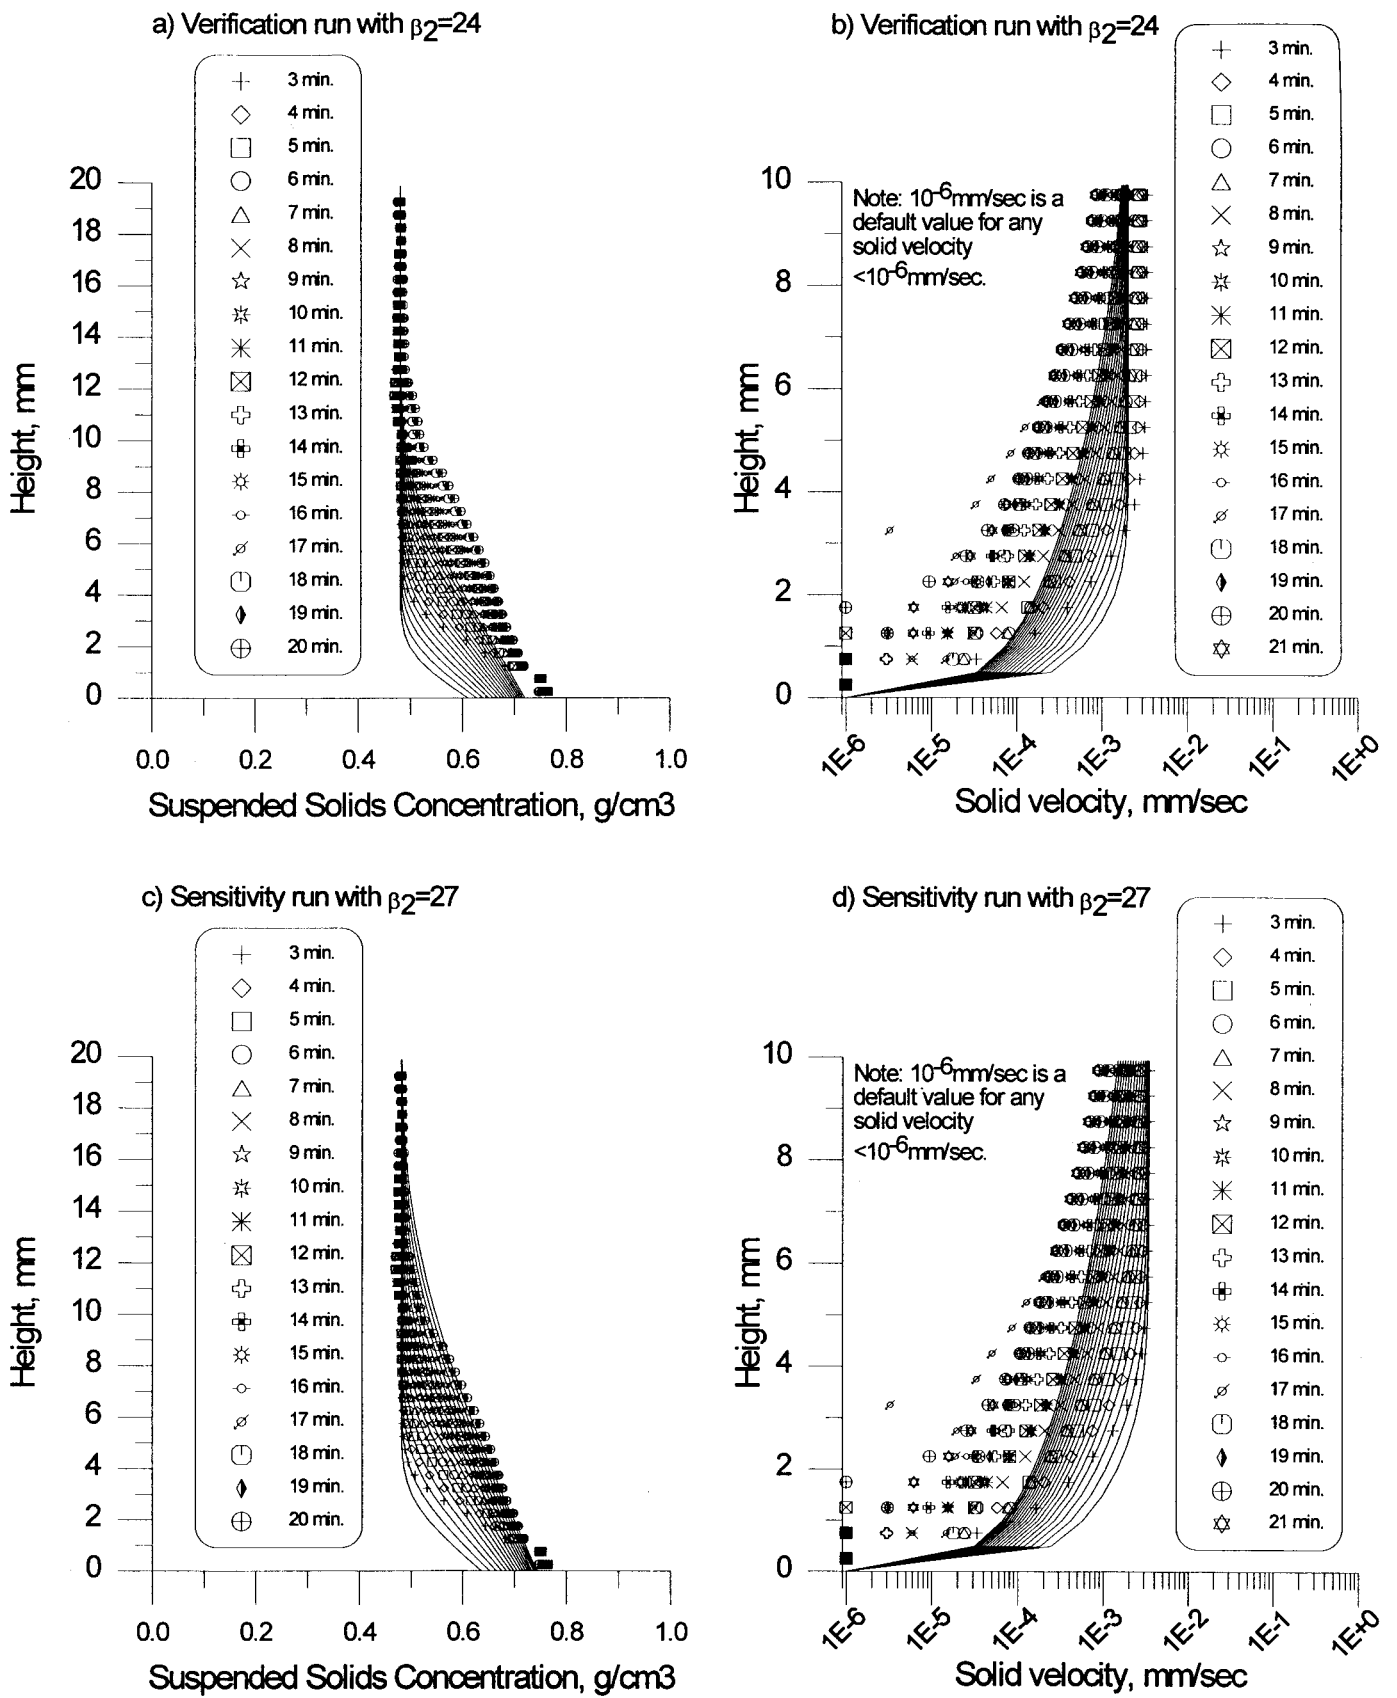 a) Verification run with β2=24
3 min.
4 min.
5 min.
6 min.
7 min.
8 min.
9 min.
10 min.
11 min.
12 min.
13 min.
14 min.
15 min.
16 min.
17 min.
18 min.
19 min.
20 min.
20
18
16
14
12
10
8
6
4
2
0
Height, mm
0.0 0.2 0.4 0.6 0.8 1.0
Suspended Solids Concentration, g/cm3
b) Verification run with β2=24
3 min.
4 min.
5 min.
6 min.
7 min.
8 min.
9 min.
10 min.
11 min.
12 min.
13 min.
14 min.
15 min.
16 min.
17 min.
18 min.
19 min.
20 min.
21 min.
Note: 10-6mm/sec is a
default value for any
solid velocity
<10-6mm/sec.
10
8
6
4
2
0
Height, mm
1E-6 1E-5 1E-4 1E-3 1E-2 1E-1 1E+0
Solid velocity, mm/sec
c) Sensitivity run with β2=27
3 min.
4 min.
5 min.
6 min.
7 min.
8 min.
9 min.
10 min.
11 min.
12 min.
13 min.
14 min.
15 min.
16 min.
17 min.
18 min.
19 min.
20 min.
20
18
16
14
12
10
8
6
4
2
0
Height, mm
0.0 0.2 0.4 0.6 0.8 1.0
Suspended Solids Concentration, g/cm3
d) Sensitivity run with β2=27
3 min.
4 min.
5 min.
6 min.
7 min.
8 min.
9 min.
10 min.
11 min.
12 min.
13 min.
14 min.
15 min.
16 min.
17 min.
18 min.
19 min.
20 min.
21 min.
Note: 10-6mm/sec is a
default value for any
solid velocity
<10-6mm/sec.
10
8
6
4
2
0
Height, mm
1E-6 1E-5 1E-4 1E-3 1E-2 1E-1 1E+0
Solid velocity, mm/sec